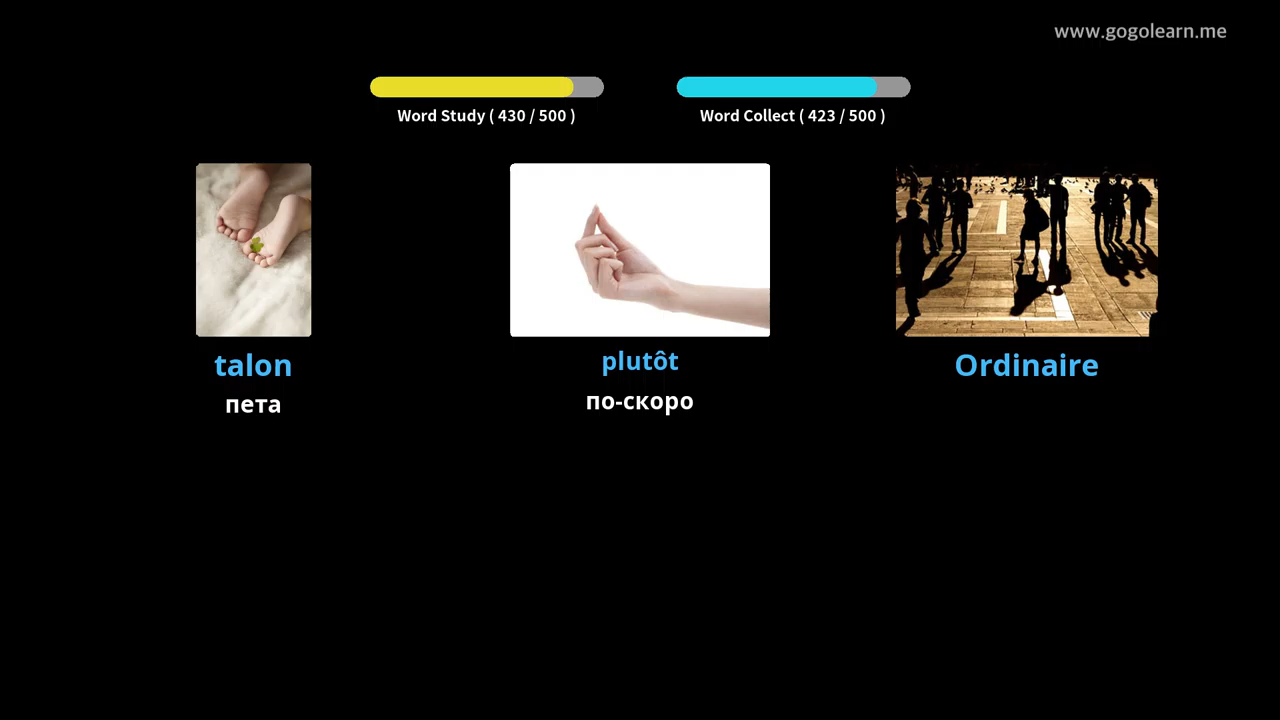 www.gogolearn.me
Word Study ( 430 / 500 )
Word Collect ( 423 / 500 )
talon
пета
plutôt
по-скоро
Ordinaire